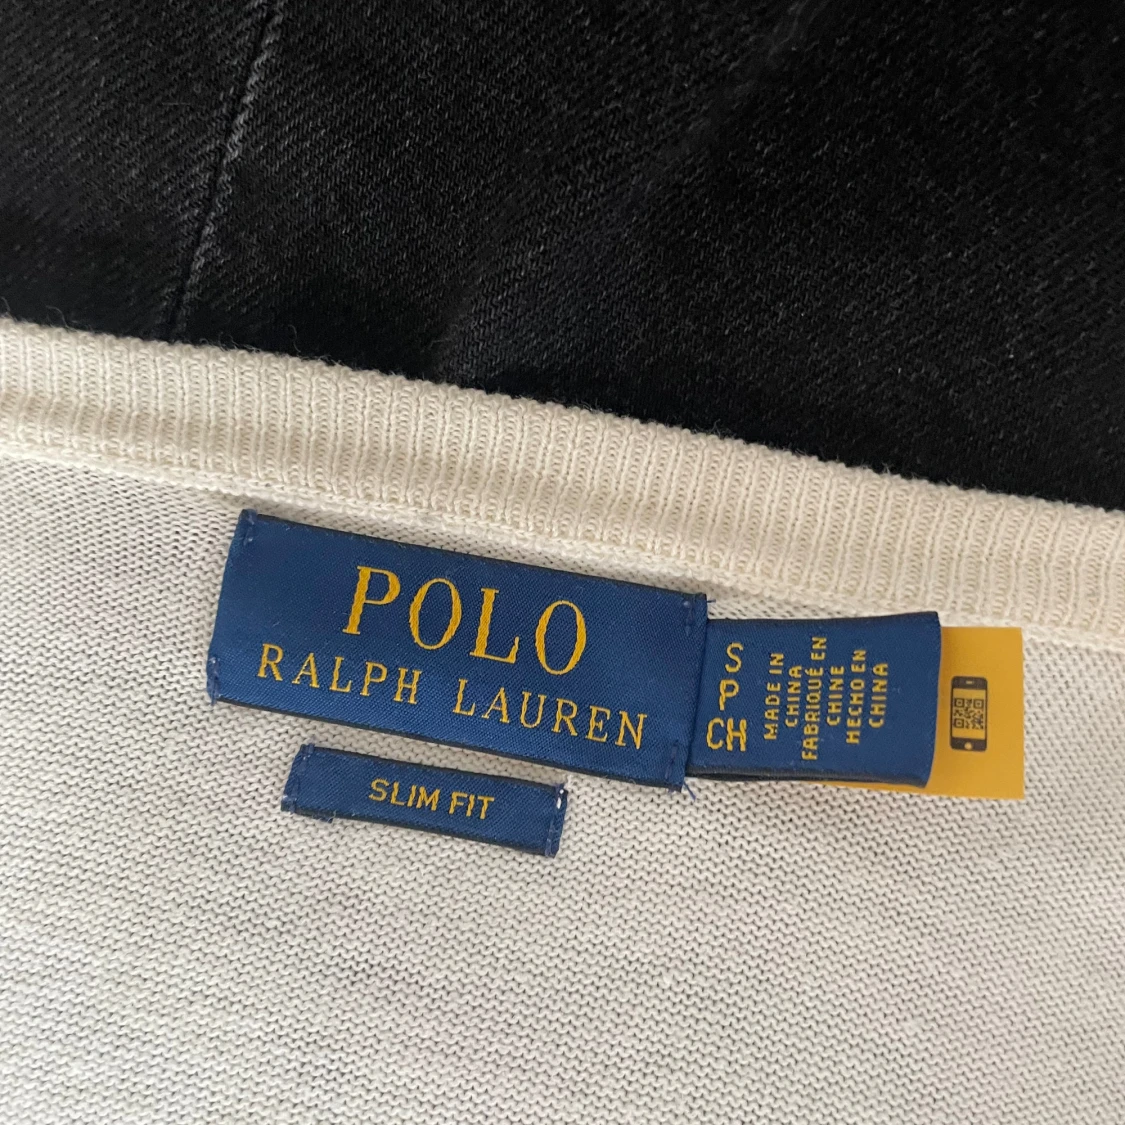 POLO
RALPH LAUREN
SLIM FIT
S
P
CH
MADE IN
CHINA
FABRIQUÉ EN
CHINE
HECHO EN
CHINA